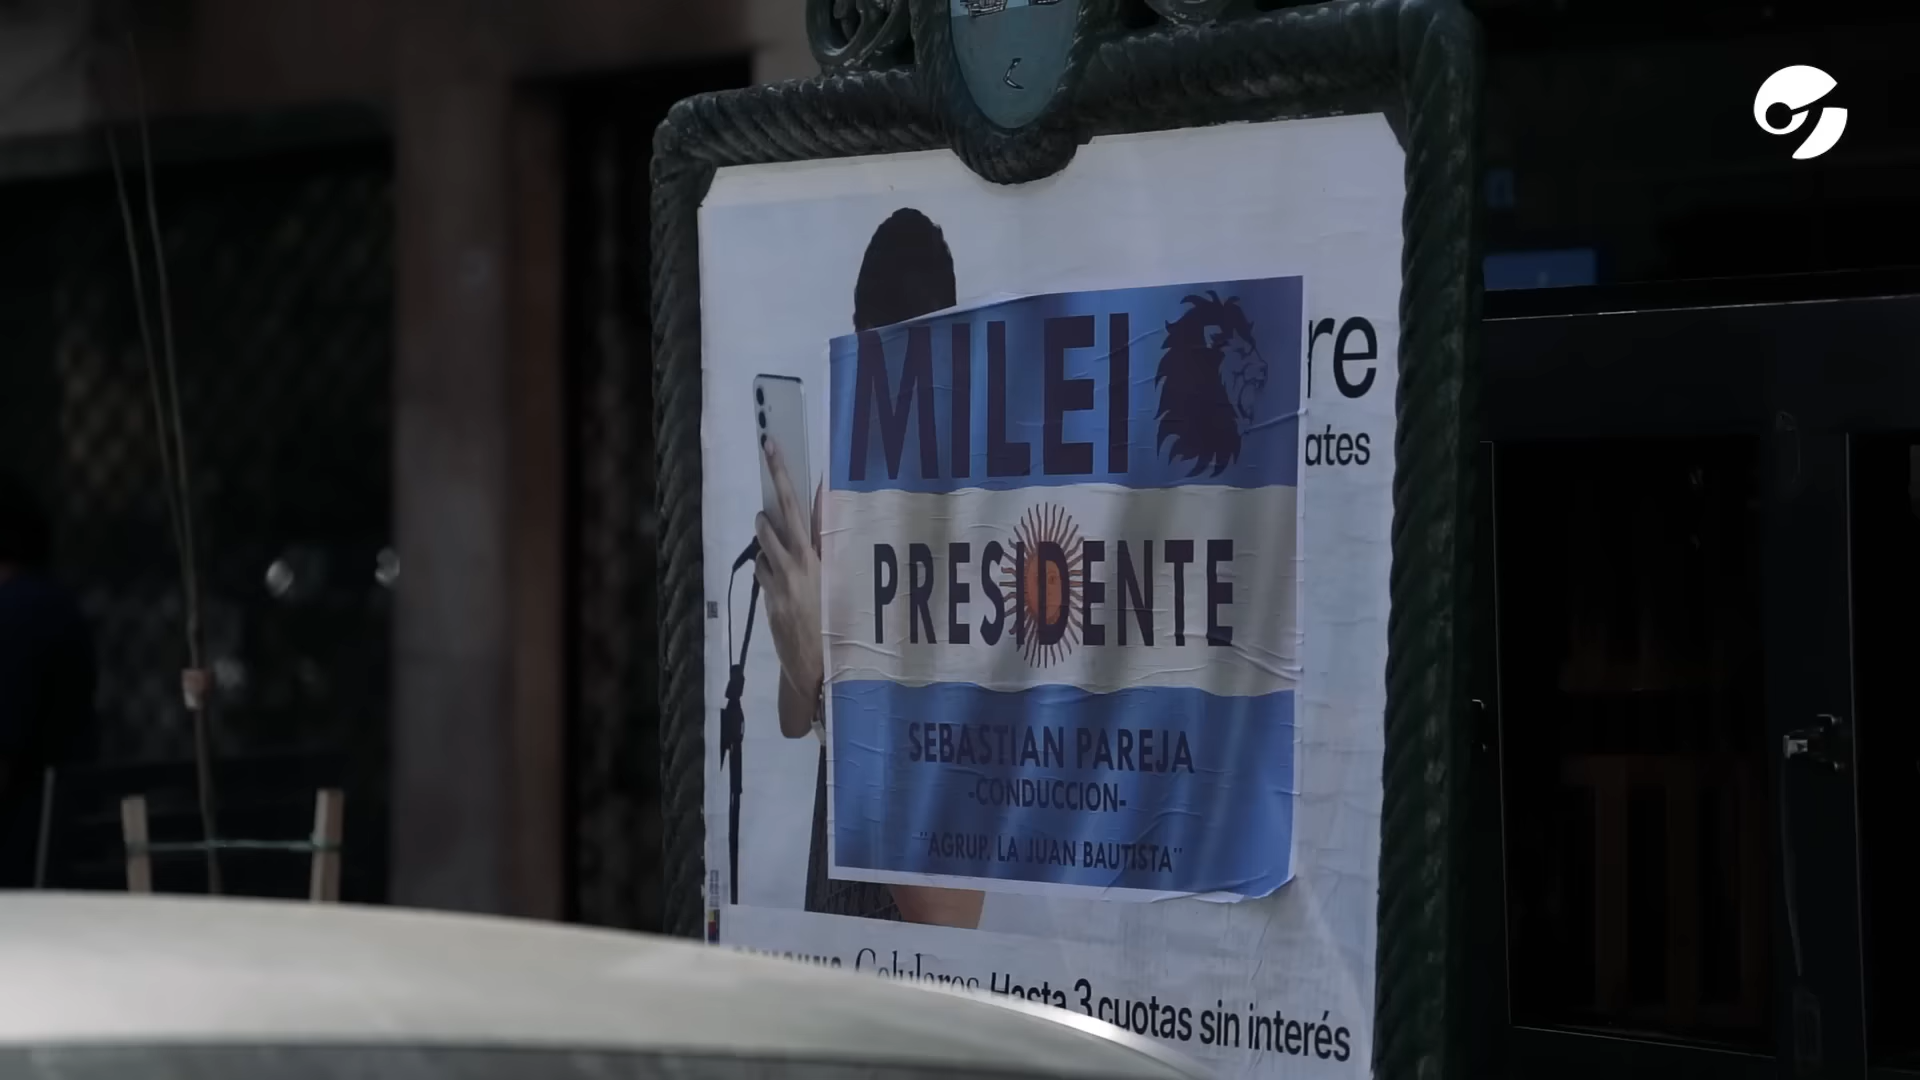 MILEI
PRESIDENTE
SEBASTIAN PAREJA
-CONDUCCION-
"AGRUP. LA JUAN BAUTISTA"
re
ates
Celulares Hasta 3 cuotas sin interés